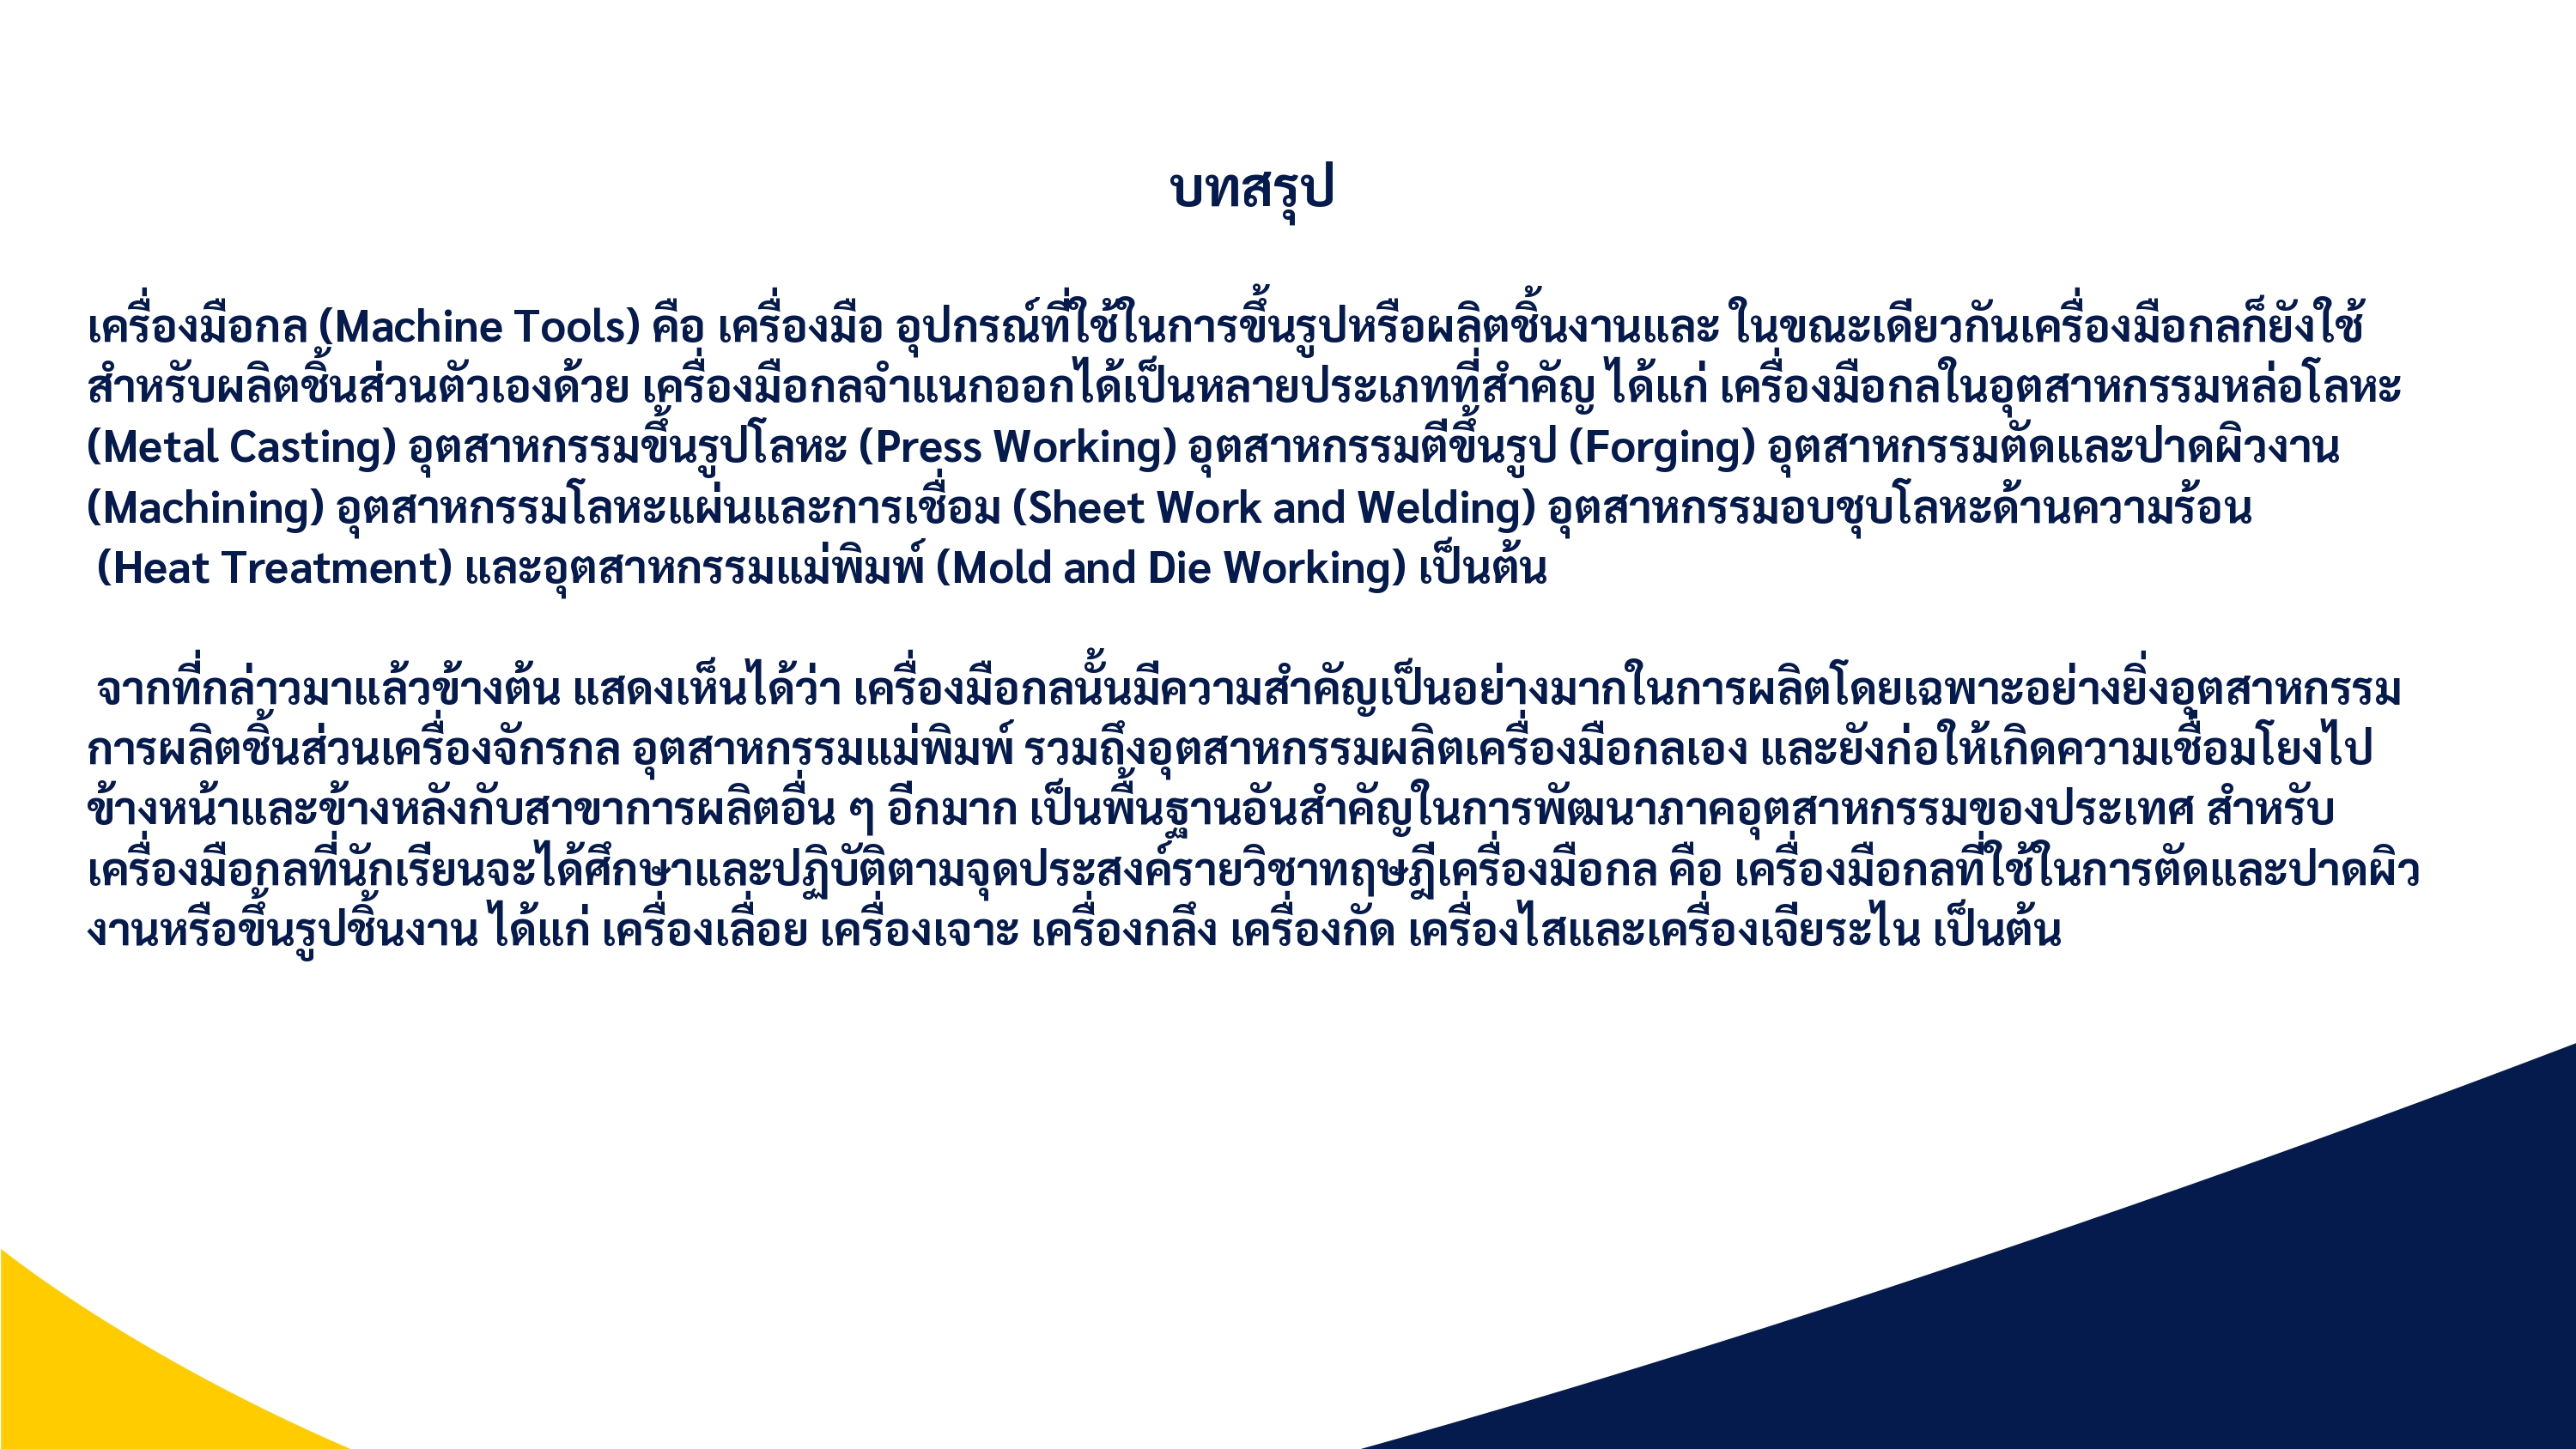 บทสรุป
เครื่องมือกล (Machine Tools) คือ เครื่องมือ อุปกรณ์ที่ใช้ในการขึ้นรูปหรือผลิตชิ้นงานและ ในขณะเดียวกันเครื่องมือกลก็ยังใช้
สำหรับผลิตชิ้นส่วนตัวเองด้วย เครื่องมือกลจำแนกออกได้เป็นหลายประเภทที่สำคัญ ได้แก่ เครื่องมือกลในอุตสาหกรรมหล่อโลหะ
(Metal Casting) อุตสาหกรรมขึ้นรูปโลหะ (Press Working) อุตสาหกรรมตีขึ้นรูป (Forging) อุตสาหกรรมตัดและปาดผิวงาน
(Machining) อุตสาหกรรมโลหะแผ่นและการเชื่อม (Sheet Work and Welding) อุตสาหกรรมอบชุบโลหะด้านความร้อน
(Heat Treatment) และอุตสาหกรรมแม่พิมพ์ (Mold and Die Working) เป็นต้น
จากที่กล่าวมาแล้วข้างต้น แสดงเห็นได้ว่า เครื่องมือกลนั้นมีความสำคัญเป็นอย่างมากในการผลิตโดยเฉพาะอย่างยิ่งอุตสาหกรรม
การผลิตชิ้นส่วนเครื่องจักรกล อุตสาหกรรมแม่พิมพ์ รวมถึงอุตสาหกรรมผลิตเครื่องมือกลเอง และยังก่อให้เกิดความเชื่อมโยงไป
ข้างหน้าและข้างหลังกับสาขาการผลิตอื่น ๆ อีกมาก เป็นพื้นฐานอันสำคัญในการพัฒนาภาคอุตสาหกรรมของประเทศ สำหรับ
เครื่องมือกลที่นักเรียนจะได้ศึกษาและปฏิบัติตามจุดประสงค์รายวิชาทฤษฎีเครื่องมือกล คือ เครื่องมือกลที่ใช้ในการตัดและปาดผิว
งานหรือขึ้นรูปชิ้นงาน ได้แก่ เครื่องเลื่อย เครื่องเจาะ เครื่องกลึง เครื่องกัด เครื่องไสและเครื่องเจียระไน เป็นต้น